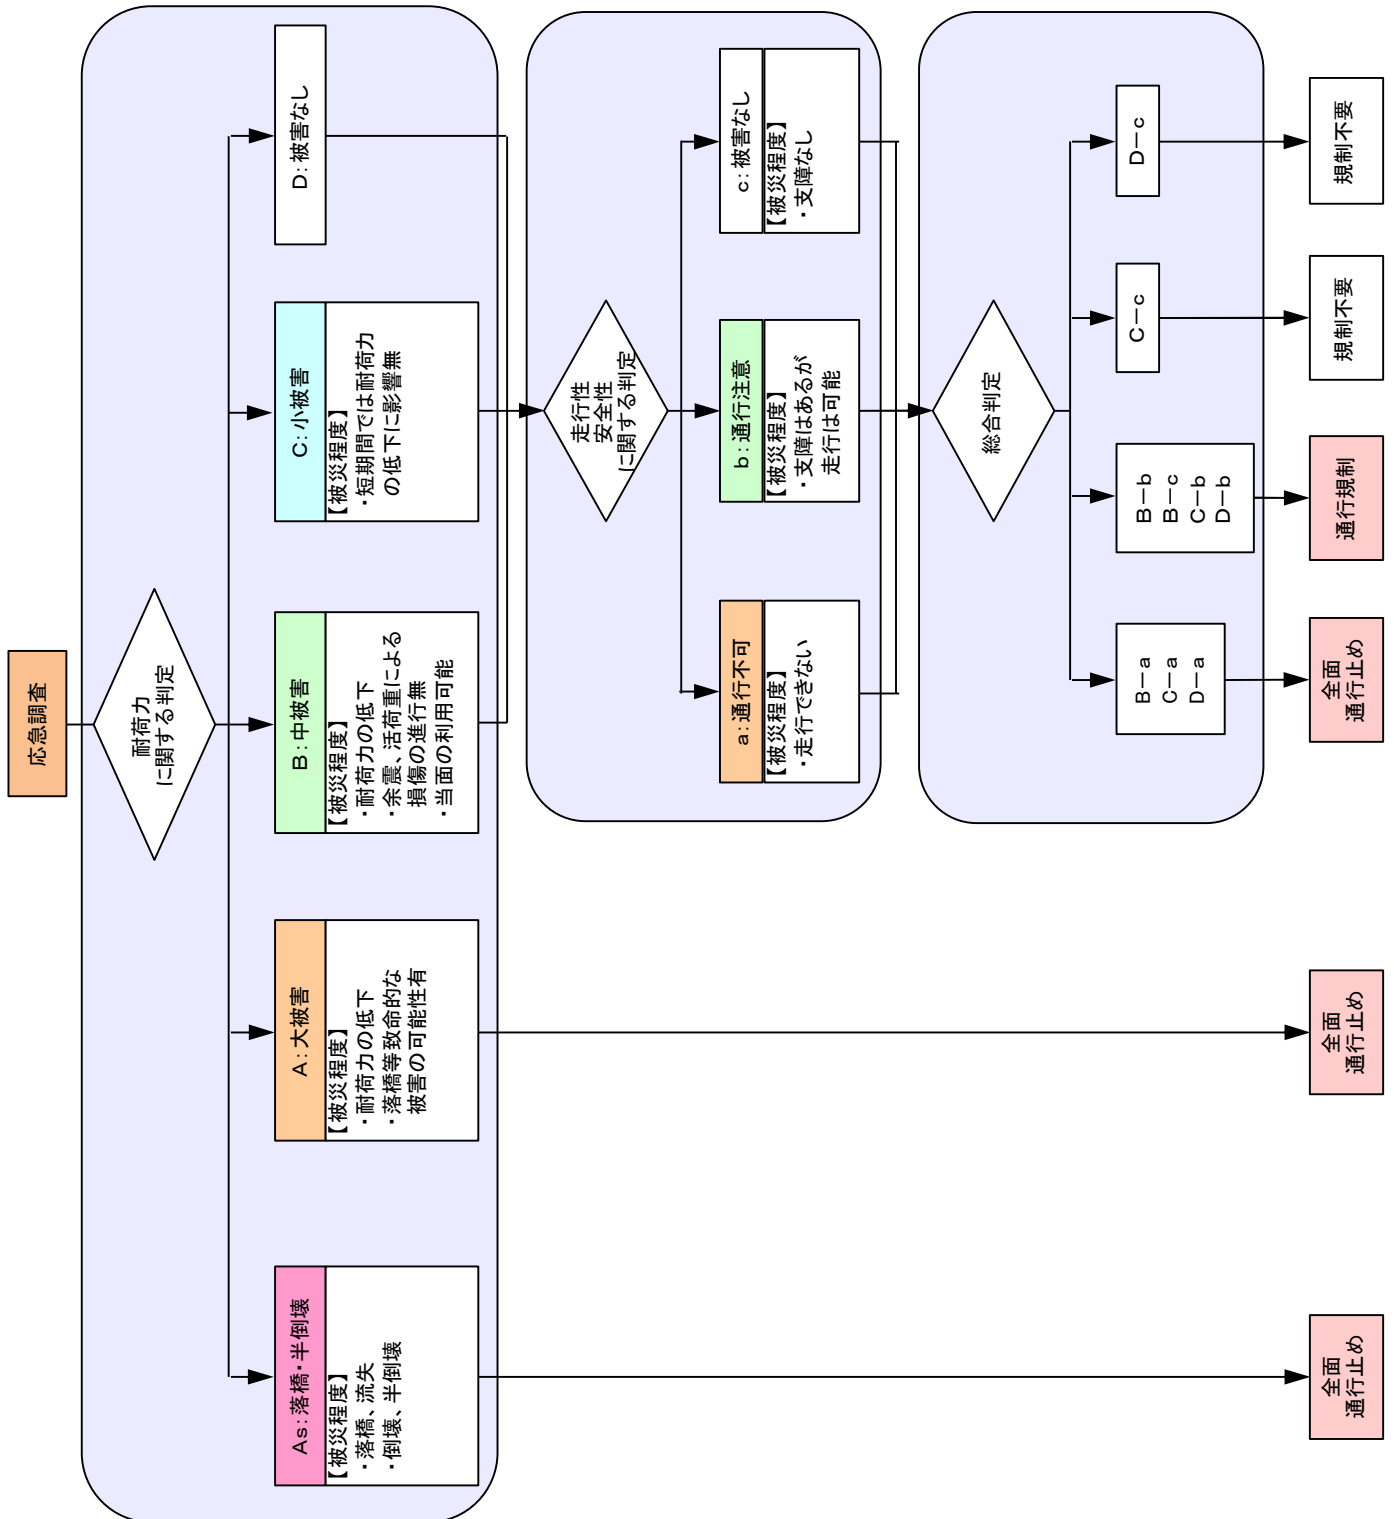 応急調査
耐荷力
に関する判定
As:落橋・半倒壊
【被災程度】
・落橋、流失
・倒壊、半倒壊
A:大被害
【被災程度】
・耐荷力の低下
・落橋等致命的な
被害の可能性有
B:中被害
【被災程度】
・耐荷力の低下
・余震、活荷重による
損傷の進行無
・当面の利用可能
C:小被害
【被災程度】
・短期間では耐荷力
の低下に影響無
D:被害なし
走行性
安全性
に関する判定
a:通行不可
【被災程度】
・走行できない
b:通行注意
【被災程度】
・支障はあるが
走行は可能
c:被害なし
【被災程度】
・支障なし
総合判定
B－a
C－a
D－a
B－b
B－c
C－b
D－b
C－c
D－c
全面
通行止め
全面
通行止め
全面
通行止め
通行規制
規制不要
規制不要